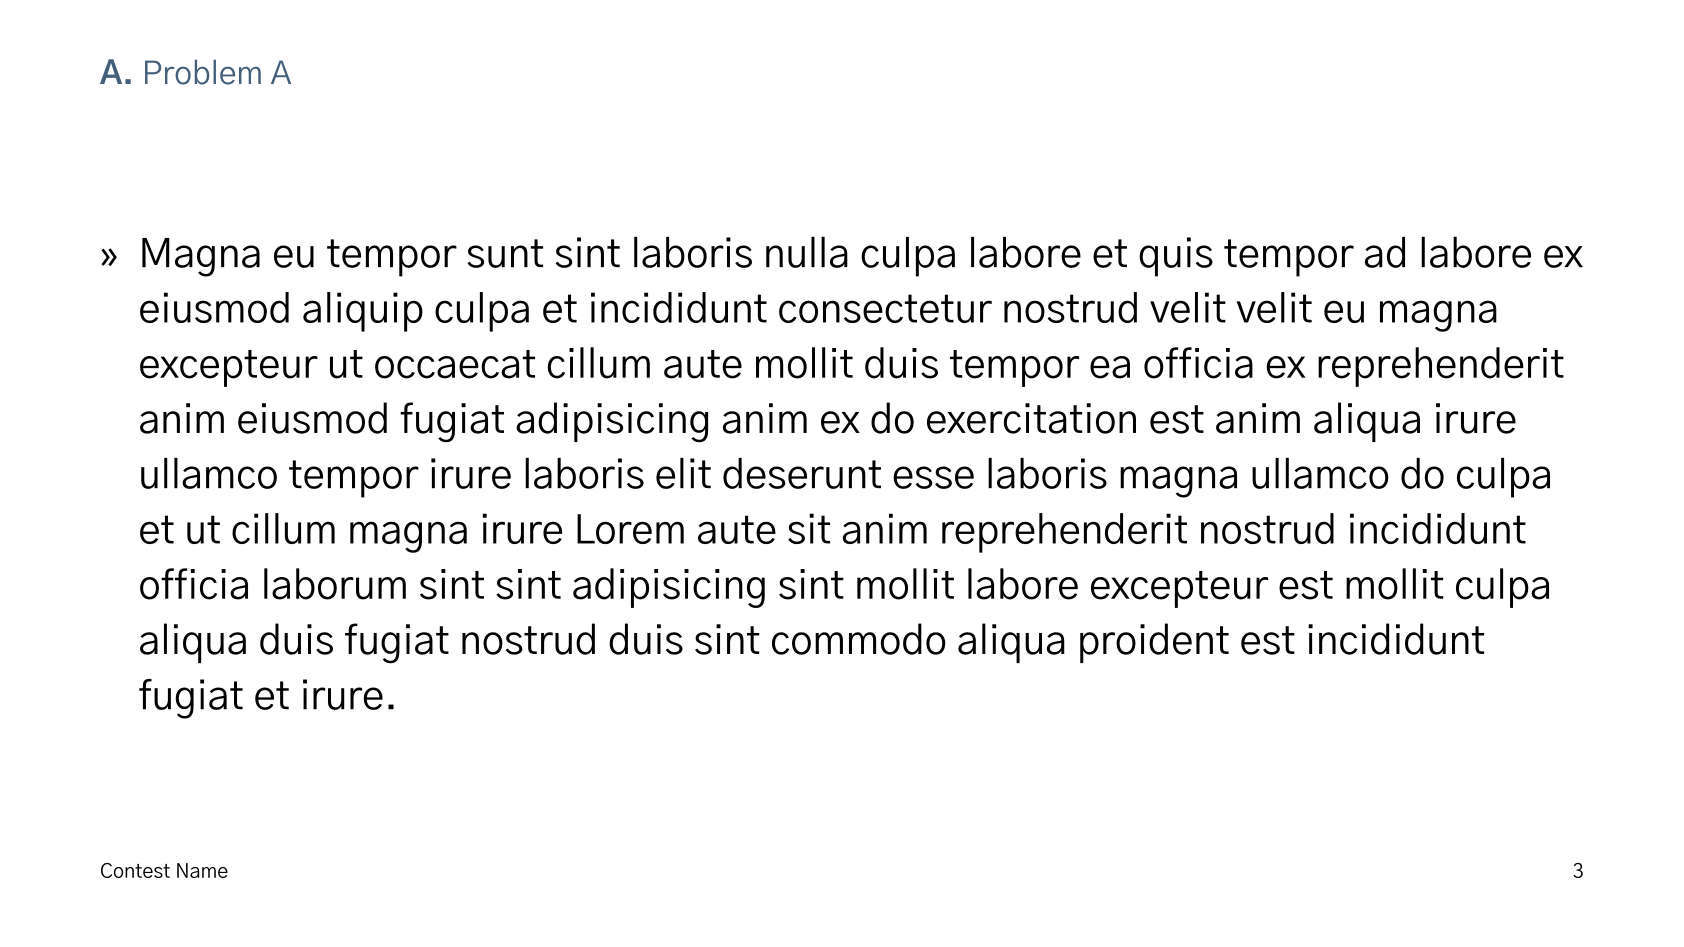 A. Problem A
» Magna eu tempor sunt sint laboris nulla culpa labore et quis tempor ad labore ex
eiusmod aliquip culpa et incididunt consectetur nostrud velit velit eu magna
excepteur ut occaecat cillum aute mollit duis tempor ea officia ex reprehenderit
anim eiusmod fugiat adipisicing anim ex do exercitation est anim aliqua irure
ullamco tempor irure laboris elit deserunt esse laboris magna ullamco do culpa
et ut cillum magna irure Lorem aute sit anim reprehenderit nostrud incididunt
officia laborum sint sint adipisicing sint mollit labore excepteur est mollit culpa
aliqua duis fugiat nostrud duis sint commodo aliqua proident est incididunt
fugiat et irure.
Contest Name
3